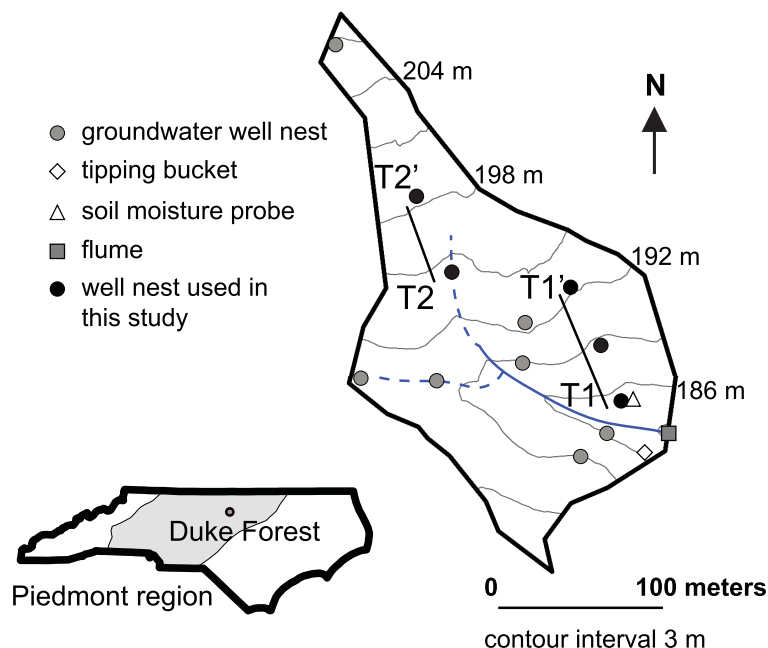 204 m
N
groundwater well nest
tipping bucket
T2’
198 m
soil moisture probe
flume
192 m
well nest used in
this study
T2
T1’
186 m
T1
Duke Forest
Piedmont region
0
100 meters
contour interval 3 m